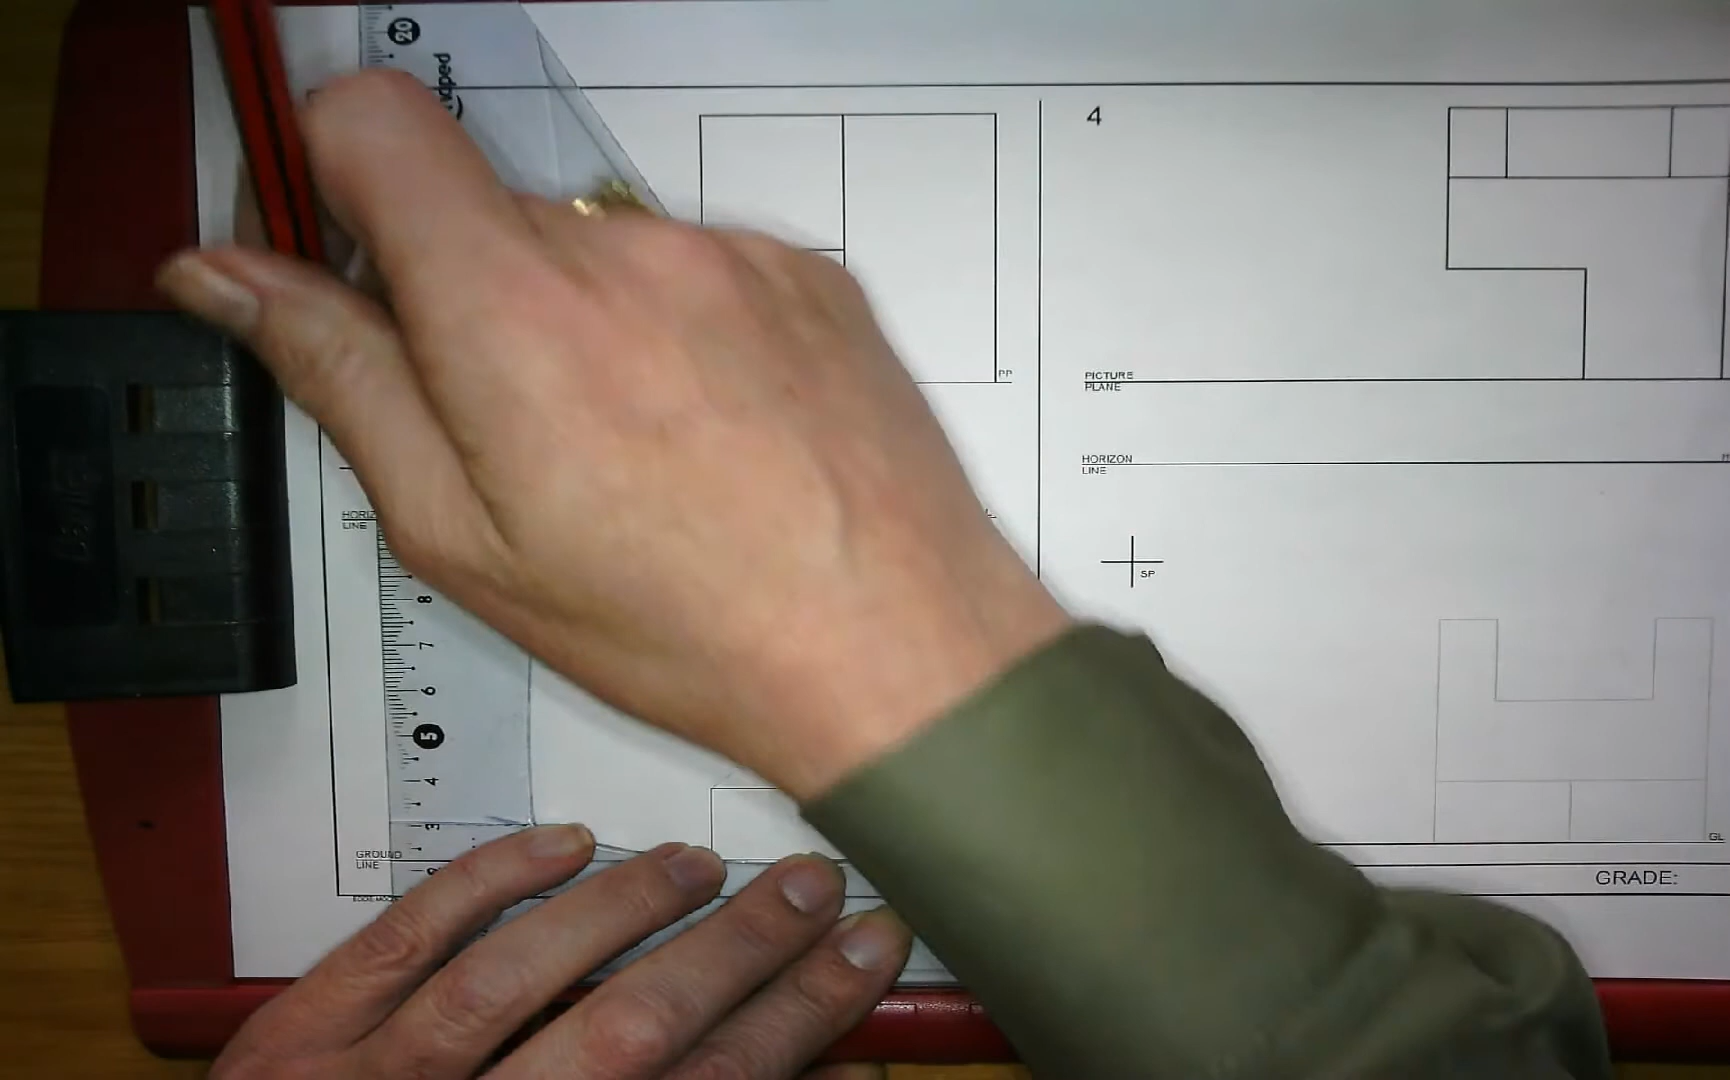 20
4
PP
PICTURE
PLANE
HORIZON
LINE
HORIZ
LINE
SP
8
7
6
5
4
3
GROUND
LINE
GL
GRADE: